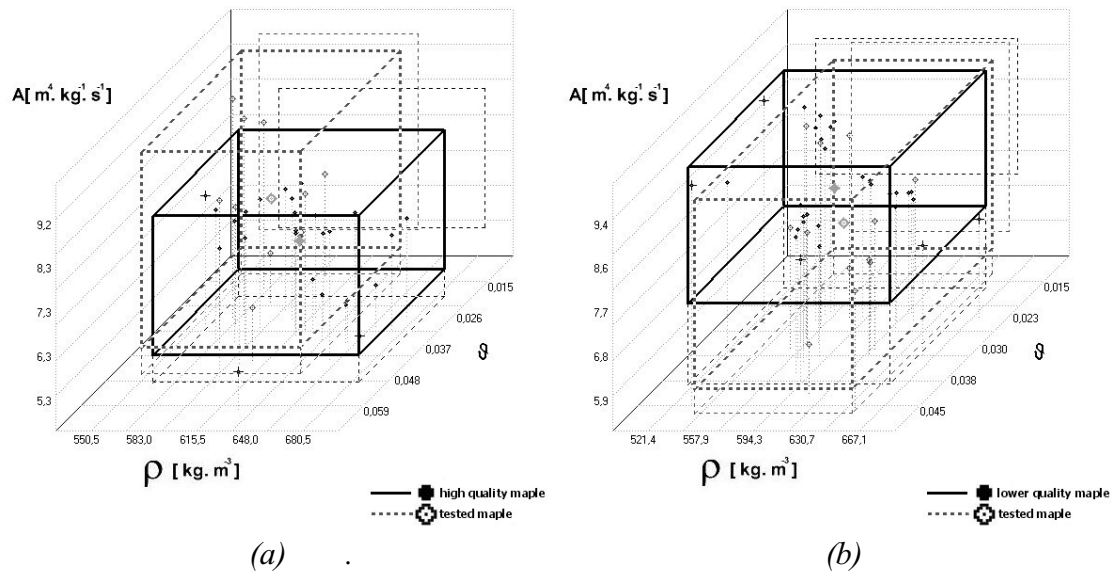 A[ m⁴. kg⁻¹ s⁻¹]
9,2
8,3
7,3
6,3
5,3
0,015
0,026
0,037
0,048
0,059
ϑ
550,5 583,0 615,5 648,0 680,5
ρ [ kg. m⁻³]
high quality maple
tested maple
(a) .
A[ m⁴. kg⁻¹ s⁻¹]
9,4
8,6
7,7
6,8
5,9
0,015
0,023
0,030
0,038
0,045
ϑ
521,4 557,9 594,3 630,7 667,1
ρ [ kg. m⁻³]
lower quality maple
tested maple
(b)